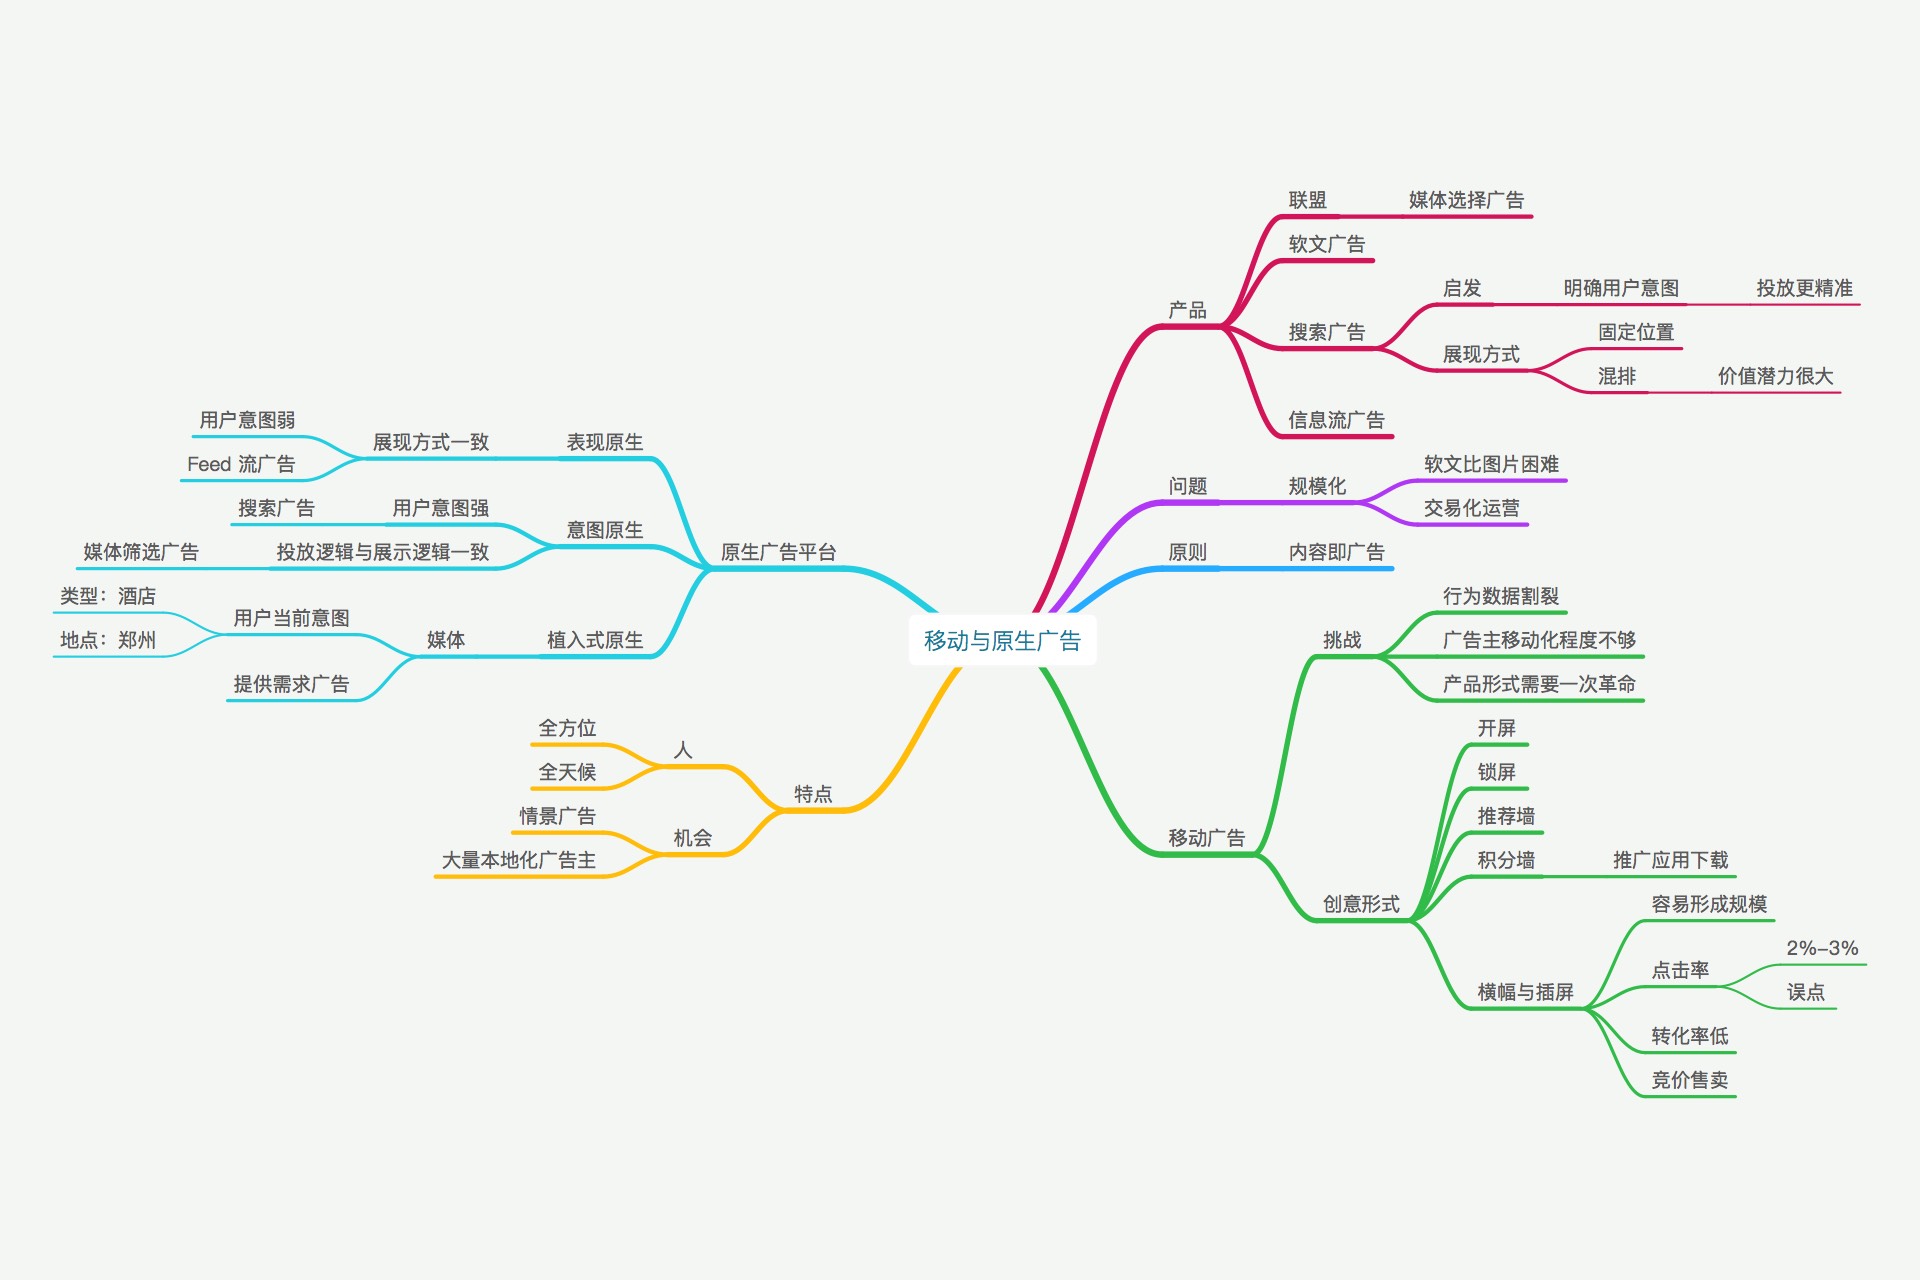 移动与原生广告
产品
联盟
媒体选择广告
软文广告
搜索广告
启发
明确用户意图
投放更精准
展现方式
固定位置
混排
价值潜力很大
信息流广告
问题
规模化
软文比图片困难
交易化运营
原则
内容即广告
移动广告
挑战
行为数据割裂
广告主移动化程度不够
产品形式需要一次革命
创意形式
开屏
锁屏
推荐墙
积分墙
推广应用下载
横幅与插屏
容易形成规模
点击率
2%-3%
误点
转化率低
竞价售卖
原生广告平台
表现原生
展现方式一致
用户意图弱
Feed 流广告
意图原生
用户意图强
搜索广告
投放逻辑与展示逻辑一致
媒体筛选广告
植入式原生
媒体
用户当前意图
类型：酒店
地点：郑州
提供需求广告
特点
人
全方位
全天候
机会
情景广告
大量本地化广告主